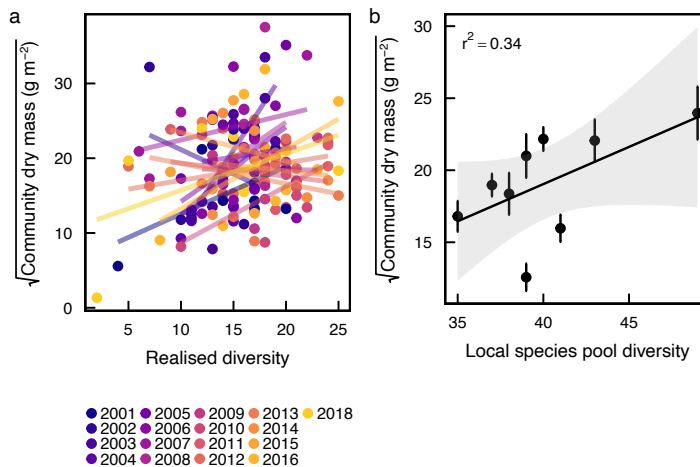 a
√Community dry mass (g m⁻²)
30
20
10
0
5 10 15 20 25
Realised diversity
b
√Community dry mass (g m⁻²)
r² = 0.34
30
25
20
15
35 40 45
Local species pool diversity
2001 2005 2009 2013 2018
2002 2006 2010 2014
2003 2007 2011 2015
2004 2008 2012 2016